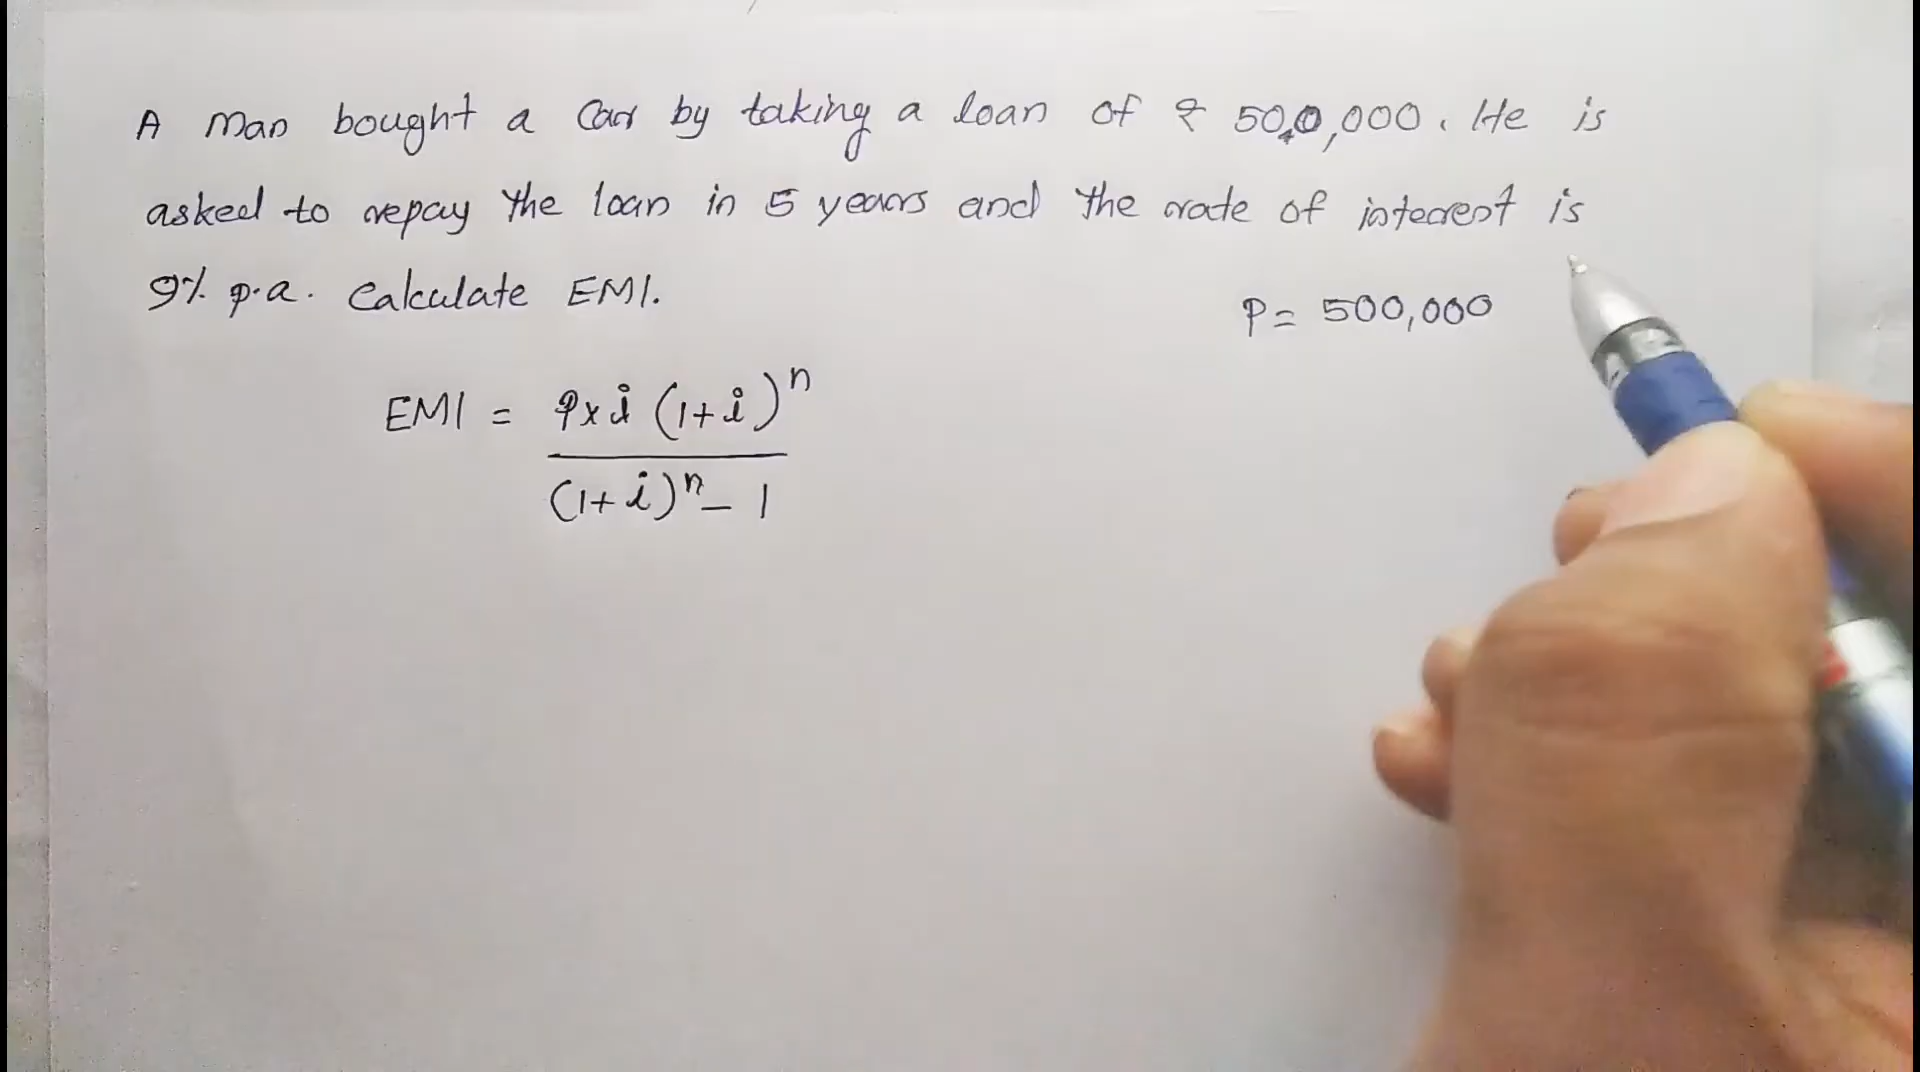 A man bought a car by taking a loan of ₹ 500,000. He is
asked to repay the loan in 5 years and the rate of interest is
9% p.a. Calculate EMI.
P = 500,000
EMI = P x i (1+i)^n
(1+i)^n - 1